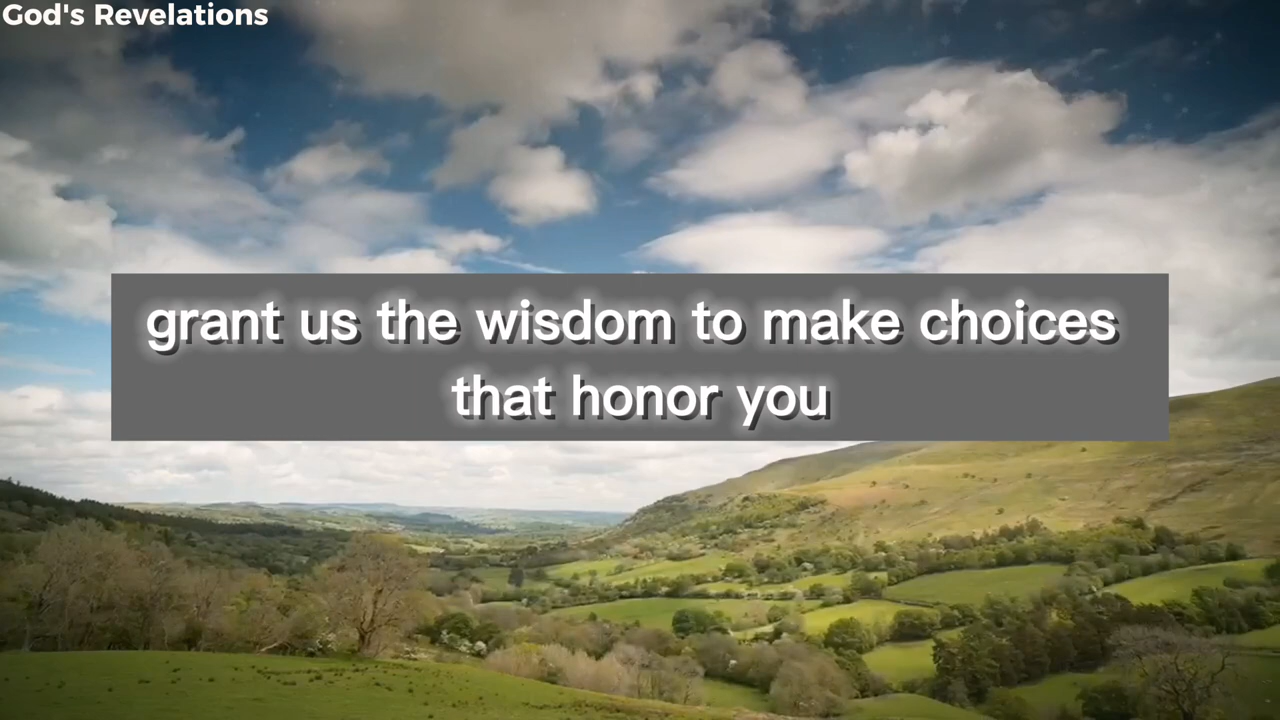 God's Revelations
grant us the wisdom to make choices
that honor you